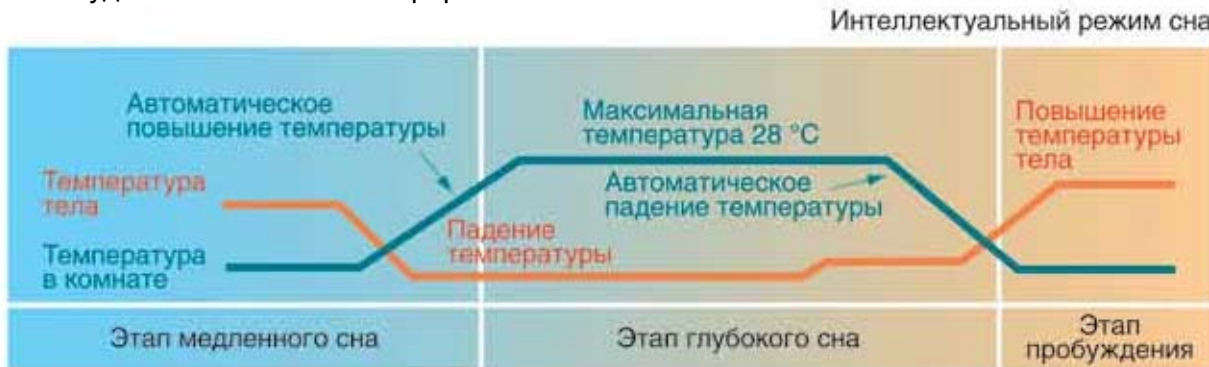 Интеллектуальный режим сна
Автоматическое
повышение температуры
Максимальная
температура 28 °С
Повышение
температуры
тела
Температура
тела
Автоматическое
падение температуры
Падение
температуры
Температура
в комнате
Этап медленного сна
Этап глубокого сна
Этап
пробуждения